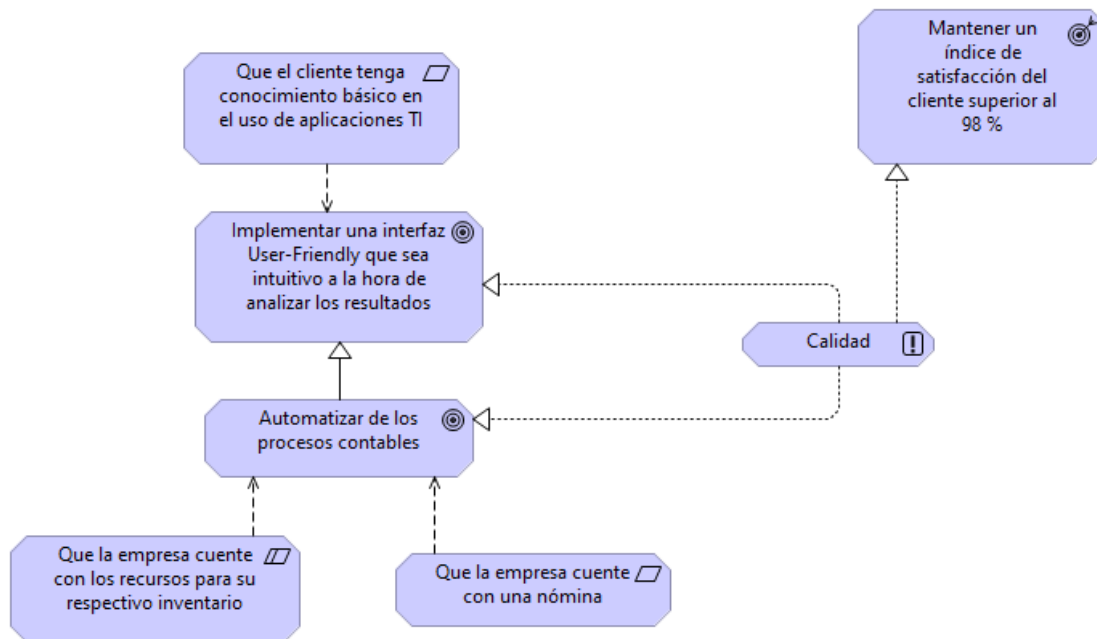 Mantener un
índice de
satisfacción del
cliente superior al
98 %
Que el cliente tenga
conocimiento básico en
el uso de aplicaciones TI
Implementar una interfaz
User-Friendly que sea
intuitivo a la hora de
analizar los resultados
Calidad
Automatizar de los
procesos contables
Que la empresa cuente
con los recursos para su
respectivo inventario
Que la empresa cuente
con una nómina